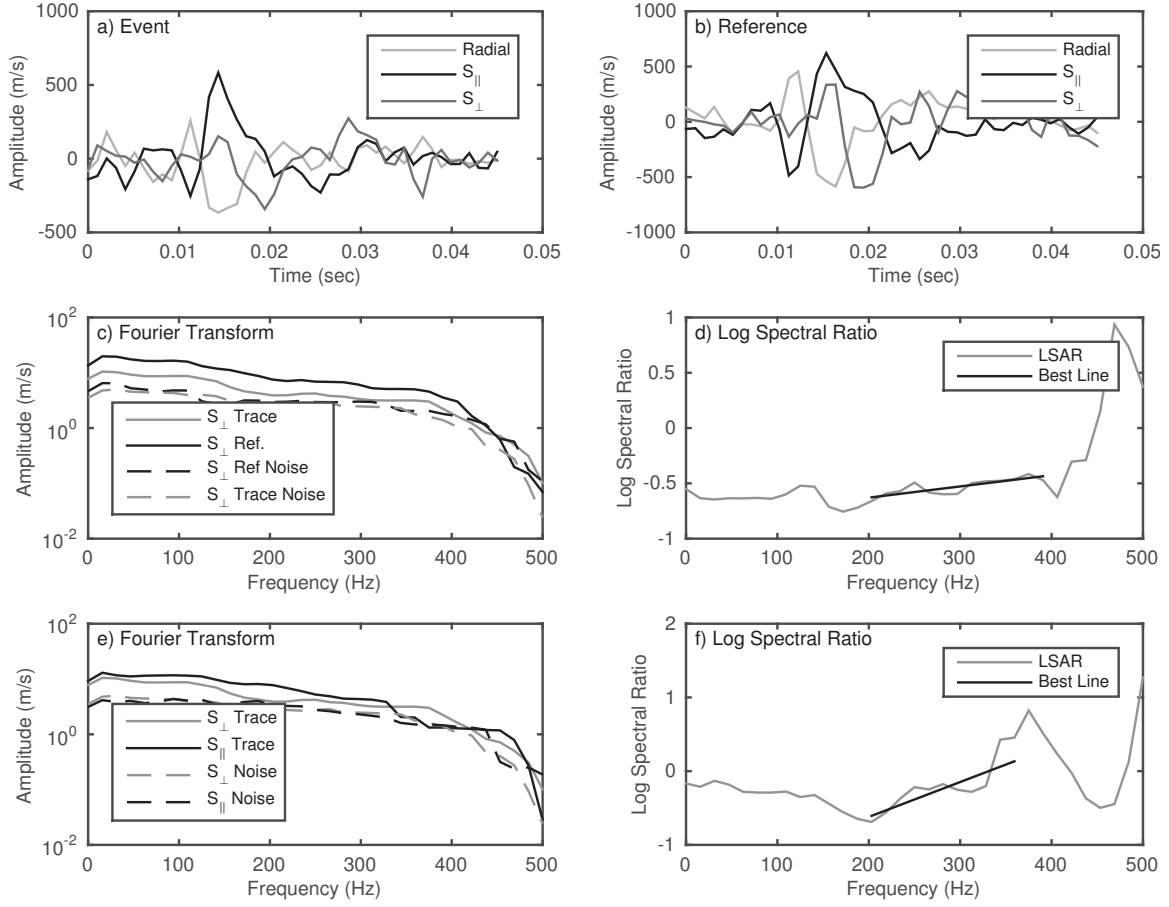 a) Event
1000
500
0
-500
Amplitude (m/s)
Radial
S||
S⊥
0 0.01 0.02 0.03 0.04 0.05
Time (sec)
b) Reference
1000
500
0
-500
-1000
Amplitude (m/s)
Radial
S||
S⊥
0 0.01 0.02 0.03 0.04 0.05
Time (sec)
c) Fourier Transform
10^2
10^0
10^-2
Amplitude (m/s)
S⊥ Trace
S⊥ Ref.
S⊥ Ref Noise
S⊥ Trace Noise
0 100 200 300 400 500
Frequency (Hz)
d) Log Spectral Ratio
1
0.5
0
-0.5
-1
Log Spectral Ratio
LSAR
Best Line
0 100 200 300 400 500
Frequency (Hz)
e) Fourier Transform
10^2
10^0
10^-2
Amplitude (m/s)
S⊥ Trace
S|| Trace
S⊥ Noise
S|| Noise
0 100 200 300 400 500
Frequency (Hz)
f) Log Spectral Ratio
2
1
0
-1
Log Spectral Ratio
LSAR
Best Line
0 100 200 300 400 500
Frequency (Hz)